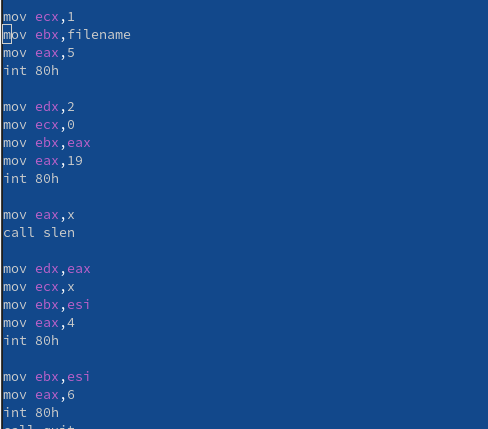 mov ecx,1
mov ebx,filename
mov eax,5
int 80h
mov edx,2
mov ecx,0
mov ebx,eax
mov eax,19
int 80h
mov eax,x
call slen
mov edx,eax
mov ecx,x
mov ebx,esi
mov eax,4
int 80h
mov ebx,esi
mov eax,6
int 80h
call